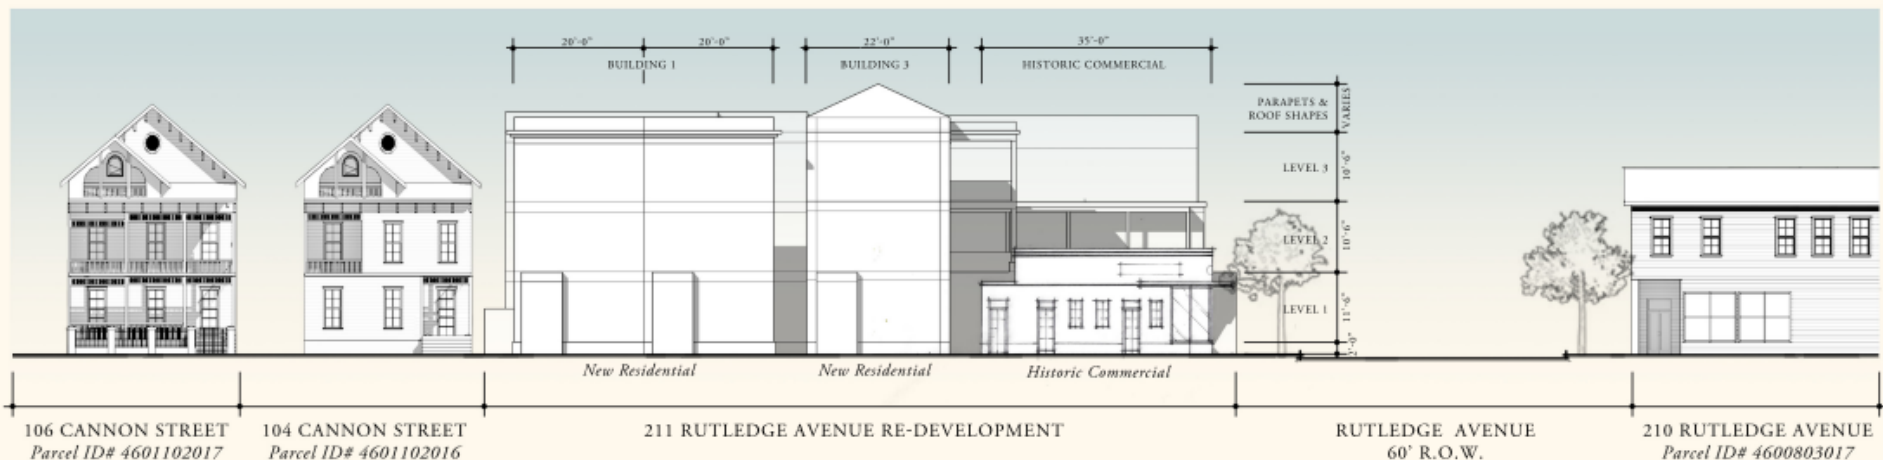 20'-0" 20'-0" 22'-0" 35'-0"
BUILDING 1 BUILDING 3 HISTORIC COMMERCIAL
PARAPETS &
ROOF SHAPES
VARIES
LEVEL 3
10'-6"
LEVEL 2
10'-6"
LEVEL 1
11'-6"
2'-0"
New Residential New Residential Historic Commercial
106 CANNON STREET 104 CANNON STREET 211 RUTLEDGE AVENUE RE-DEVELOPMENT RUTLEDGE AVENUE 210 RUTLEDGE AVENUE
Parcel ID# 4601102017 Parcel ID# 4601102016 60' R.O.W. Parcel ID# 4600803017